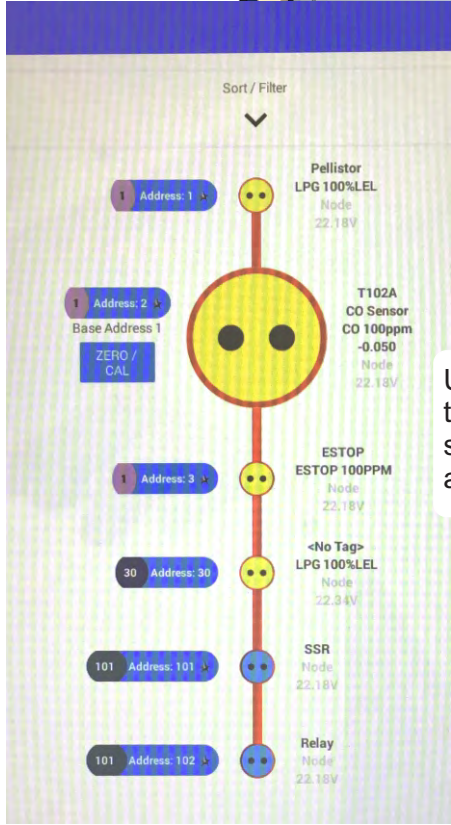 Sort / Filter
Pellistor
LPG 100%LEL
Node
22.18V
1 Address: 1
T102A
CO Sensor
CO 100ppm
-0.050
Node
22.18V
1 Address: 2
Base Address 1
ZERO /
CAL
ESTOP
ESTOP 100PPM
Node
22.18V
1 Address: 3
<No Tag>
LPG 100%LEL
Node
22.34V
30 Address: 30
SSR
Node
22.18V
101 Address: 101
Relay
Node
22.18V
101 Address: 102